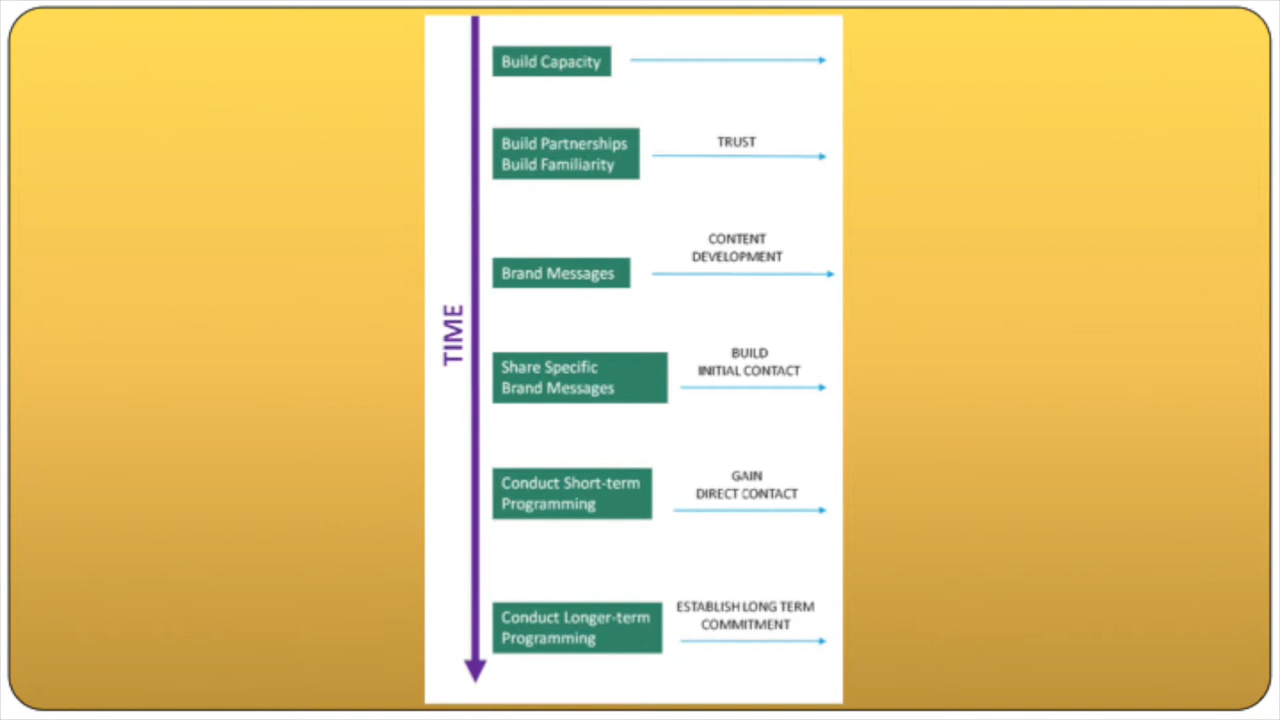 Build Capacity
Build Partnerships
Build Familiarity
TRUST
CONTENT
DEVELOPMENT
Brand Messages
TIME
Share Specific
Brand Messages
BUILD
INITIAL CONTACT
Conduct Short-term
Programming
GAIN
DIRECT CONTACT
Conduct Longer-term
Programming
ESTABLISH LONG TERM
COMMITMENT